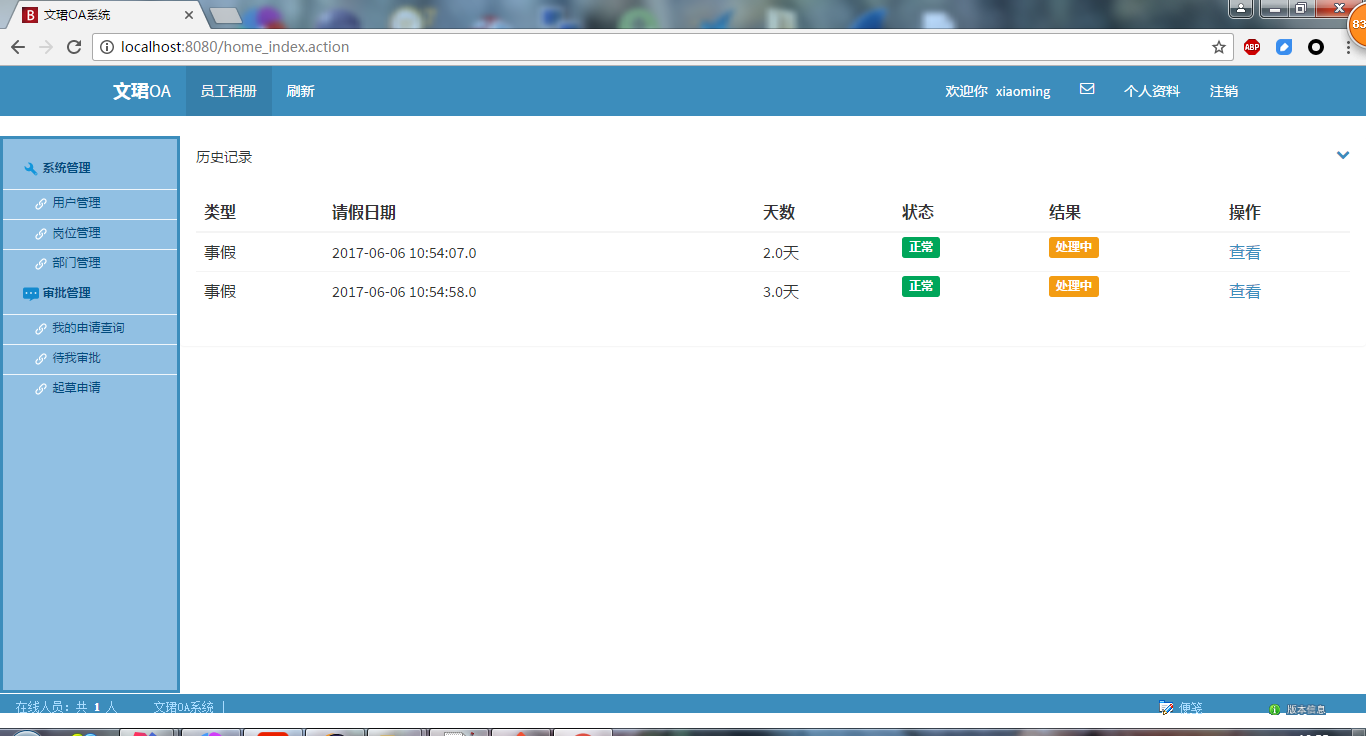 文珺OA系统
83
localhost:8080/home_index.action
ABP
文珺OA 员工相册 刷新 欢迎你 xiaoming 个人资料 注销
系统管理
用户管理
岗位管理
部门管理
审批管理
我的申请查询
待我审批
起草申请
历史记录
类型 请假日期 天数 状态 结果 操作
事假 2017-06-06 10:54:07.0 2.0天 正常 处理中 查看
事假 2017-06-06 10:54:58.0 3.0天 正常 处理中 查看
在线人员：共 1 人 文珺OA系统 | 便笺 版本信息